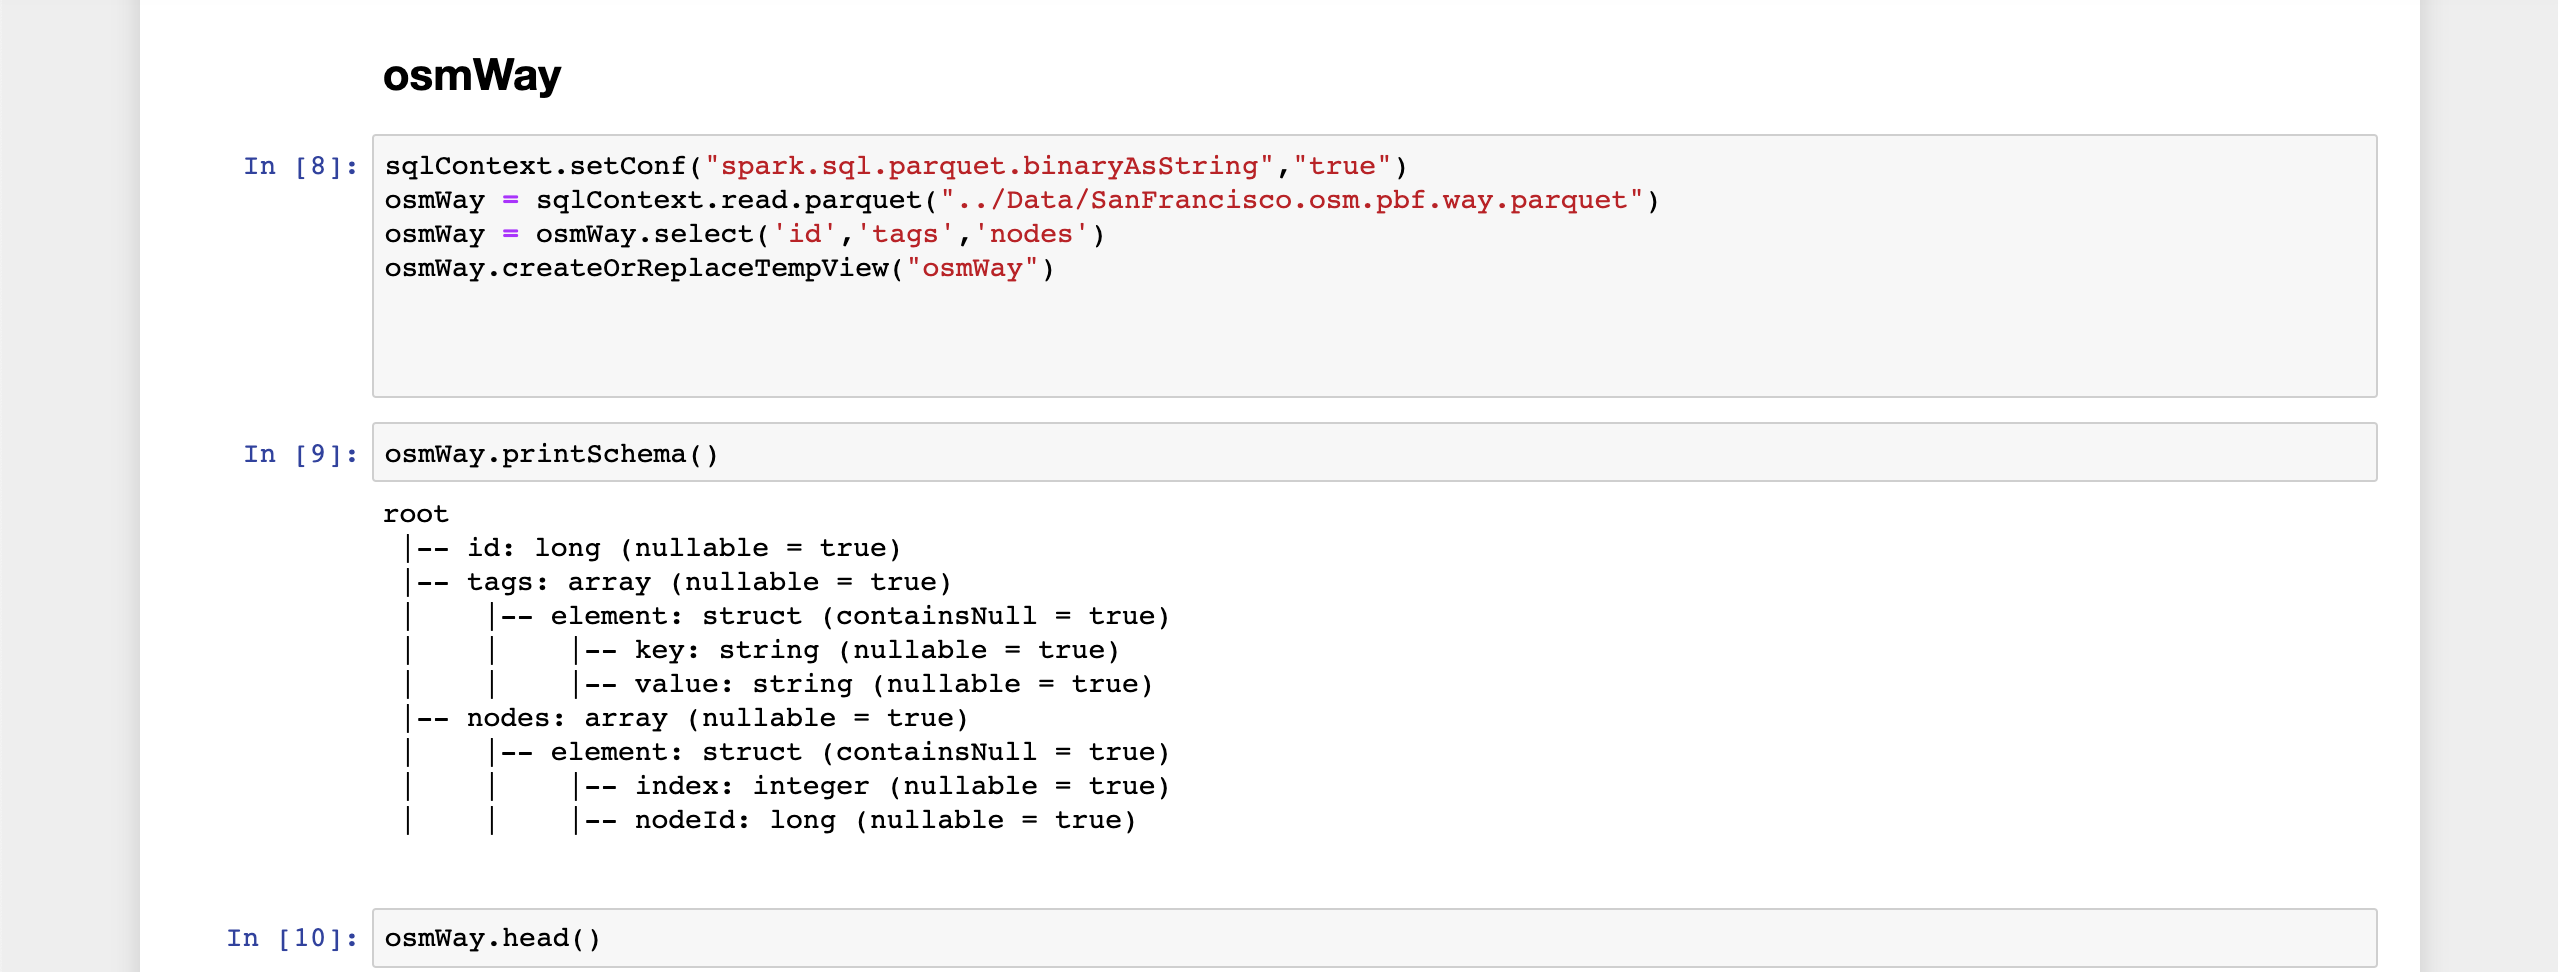 osmWay
In [8]:
sqlContext.setConf("spark.sql.parquet.binaryAsString","true")
osmWay = sqlContext.read.parquet("../Data/SanFrancisco.osm.pbf.way.parquet")
osmWay = osmWay.select('id','tags','nodes')
osmWay.createOrReplaceTempView("osmWay")
In [9]:
osmWay.printSchema()
root
 |-- id: long (nullable = true)
 |-- tags: array (nullable = true)
 |    |-- element: struct (containsNull = true)
 |    |    |-- key: string (nullable = true)
 |    |    |-- value: string (nullable = true)
 |-- nodes: array (nullable = true)
 |    |-- element: struct (containsNull = true)
 |    |    |-- index: integer (nullable = true)
 |    |    |-- nodeId: long (nullable = true)
In [10]:
osmWay.head()